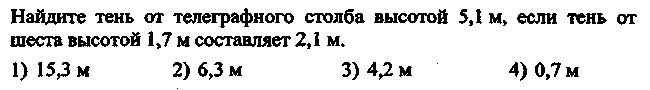 Найдите тень от телеграфного столба высотой 5,1 м, если тень от
шеста высотой 1,7 м составляет 2,1 м.
1) 15,3 м 2) 6,3 м 3) 4,2 м 4) 0,7 м